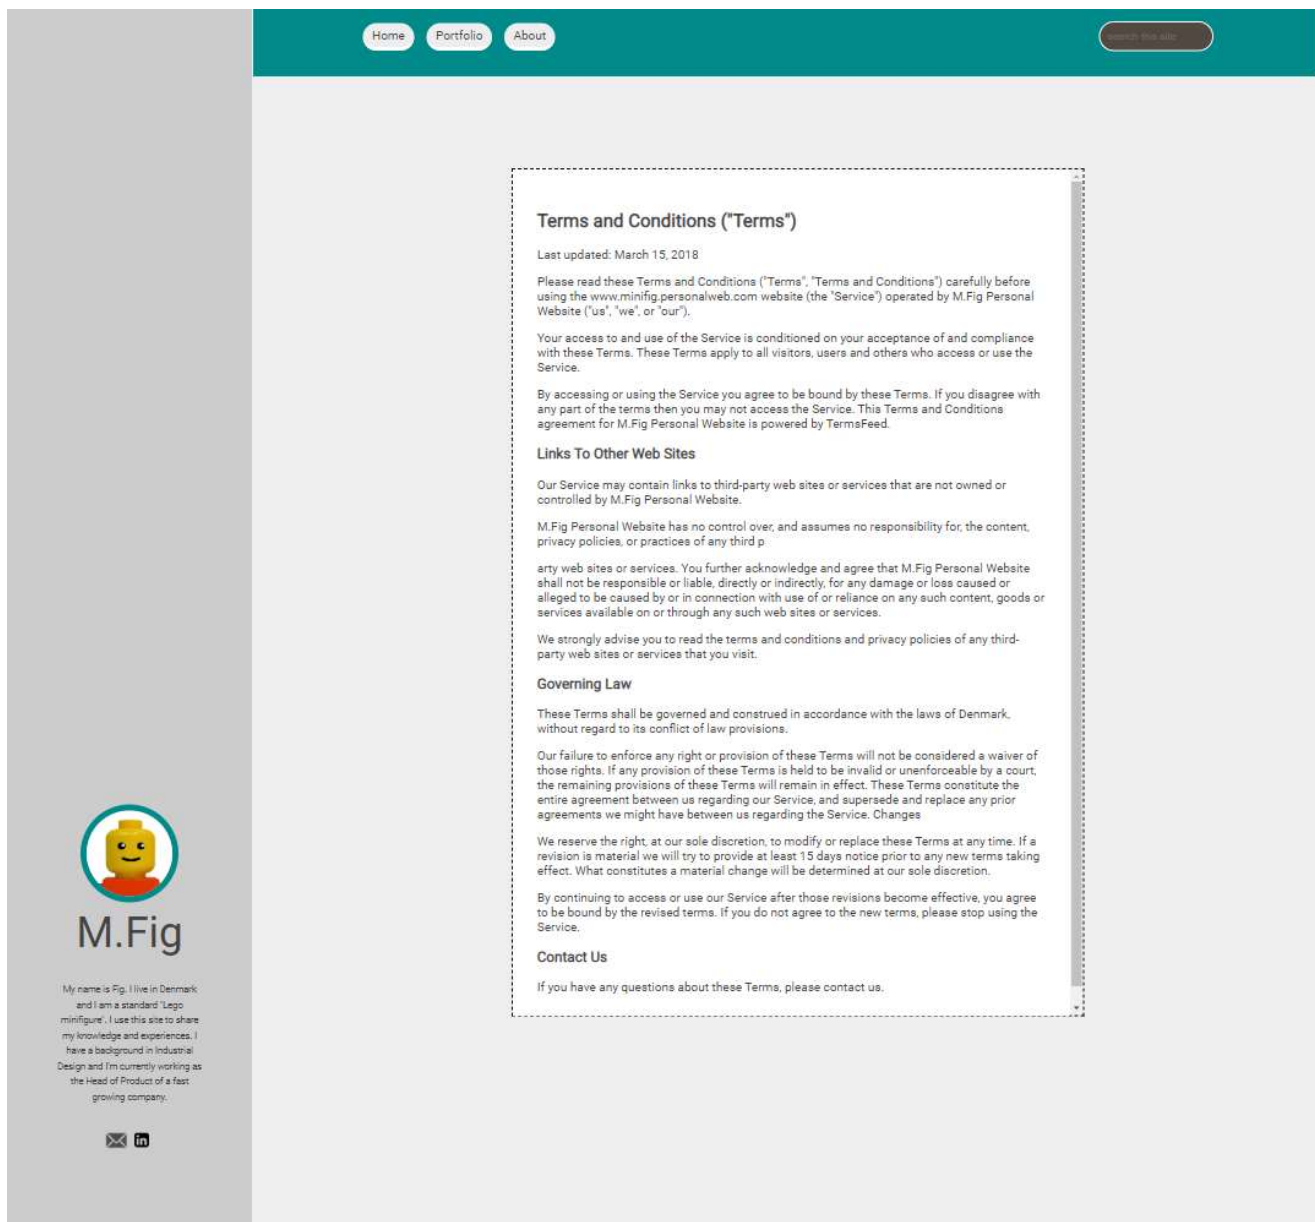 Home Portfolio About search this site
Terms and Conditions ("Terms")
Last updated: March 15, 2018
Please read these Terms and Conditions ("Terms", "Terms and Conditions") carefully before
using the www.minifig.personalweb.com website (the "Service") operated by M.Fig Personal
Website ("us", "we", or "our").
Your access to and use of the Service is conditioned on your acceptance of and compliance
with these Terms. These Terms apply to all visitors, users and others who access or use the
Service.
By accessing or using the Service you agree to be bound by these Terms. If you disagree with
any part of the terms then you may not access the Service. This Terms and Conditions
agreement for M.Fig Personal Website is powered by TermsFeed.
Links To Other Web Sites
Our Service may contain links to third-party web sites or services that are not owned or
controlled by M.Fig Personal Website.
M.Fig Personal Website has no control over, and assumes no responsibility for, the content,
privacy policies, or practices of any third p
arty web sites or services. You further acknowledge and agree that M.Fig Personal Website
shall not be responsible or liable, directly or indirectly, for any damage or loss caused or
alleged to be caused by or in connection with use of or reliance on any such content, goods or
services available on or through any such web sites or services.
We strongly advise you to read the terms and conditions and privacy policies of any third-
party web sites or services that you visit.
Governing Law
These Terms shall be governed and construed in accordance with the laws of Denmark,
without regard to its conflict of law provisions.
Our failure to enforce any right or provision of these Terms will not be considered a waiver of
those rights. If any provision of these Terms is held to be invalid or unenforceable by a court,
the remaining provisions of these Terms will remain in effect. These Terms constitute the
entire agreement between us regarding our Service, and supersede and replace any prior
agreements we might have between us regarding the Service. Changes
We reserve the right, at our sole discretion, to modify or replace these Terms at any time. If a
revision is material we will try to provide at least 15 days notice prior to any new terms taking
effect. What constitutes a material change will be determined at our sole discretion.
By continuing to access or use our Service after those revisions become effective, you agree
to be bound by the revised terms. If you do not agree to the new terms, please stop using the
Service.
Contact Us
If you have any questions about these Terms, please contact us.
M.Fig
My name is Fig. I live in Denmark
and I am a standard "Lego
minifigure". I use this site to share
my knowledge and experiences. I
have a background in Industrial
Design and I'm currently working as
the Head of Product of a fast
growing company.
in